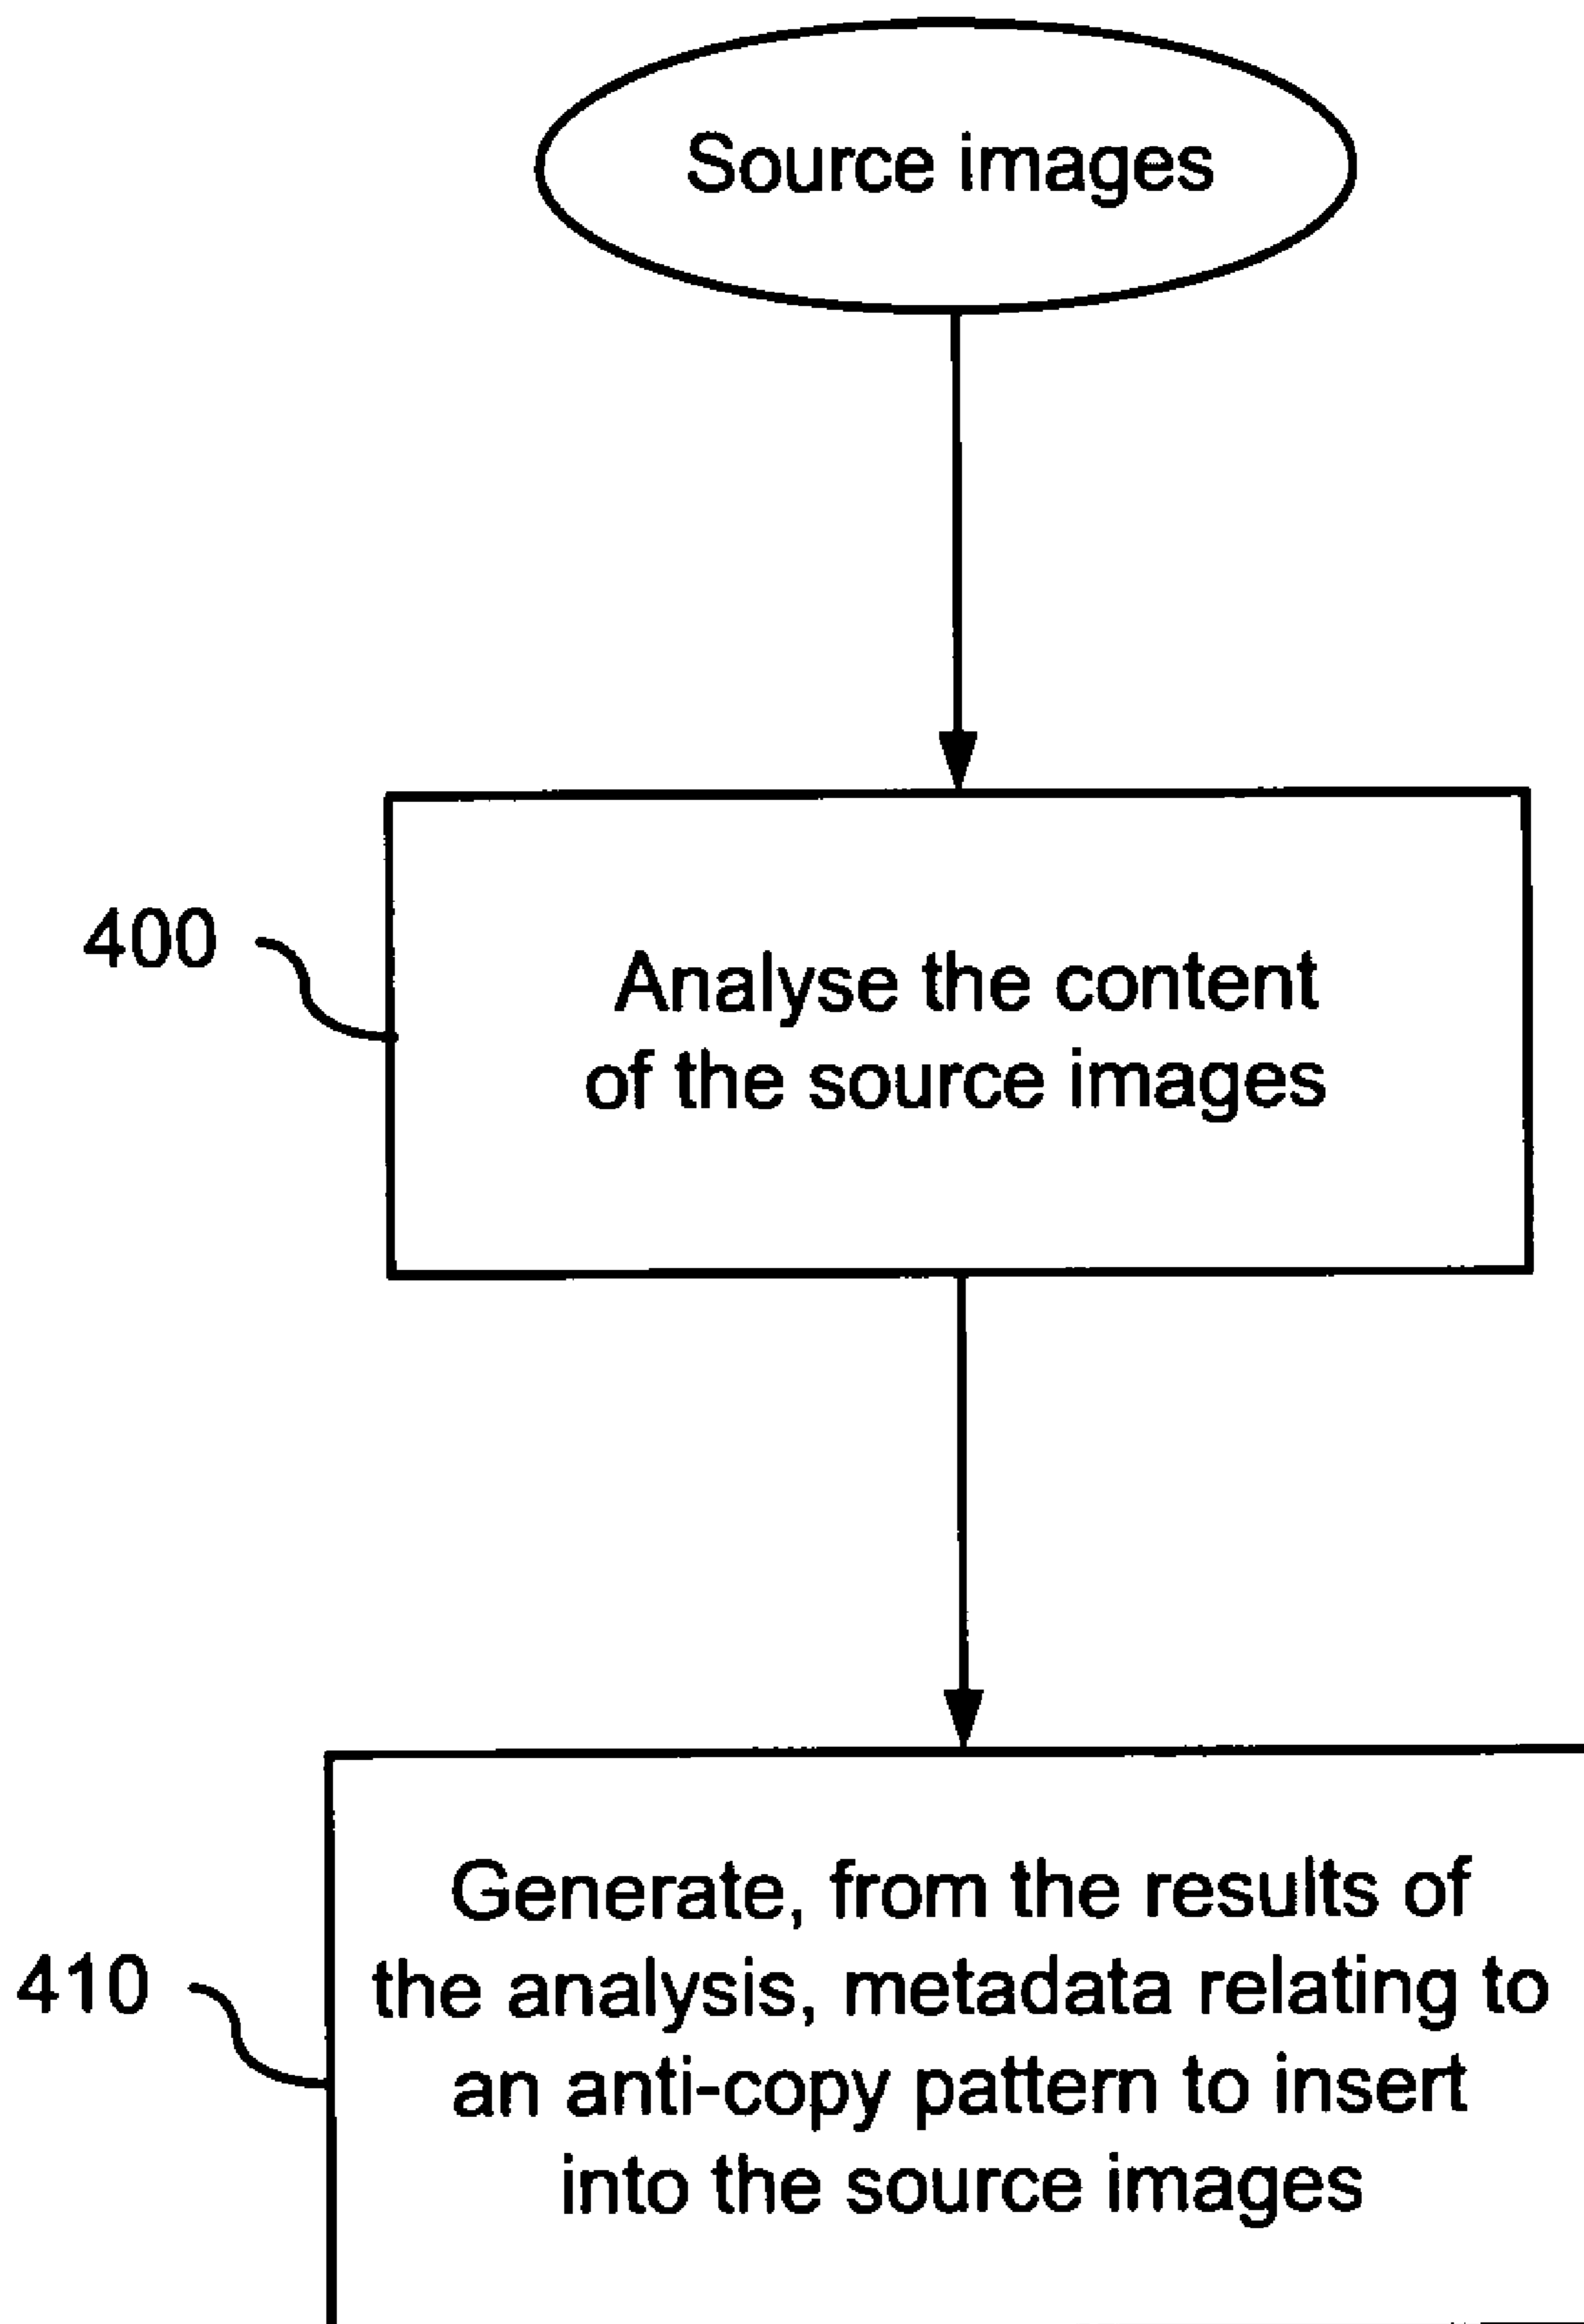 Source images
400
Analyse the content
of the source images
410
Generate, from the results of
the analysis, metadata relating to
an anti-copy pattern to insert
into the source images